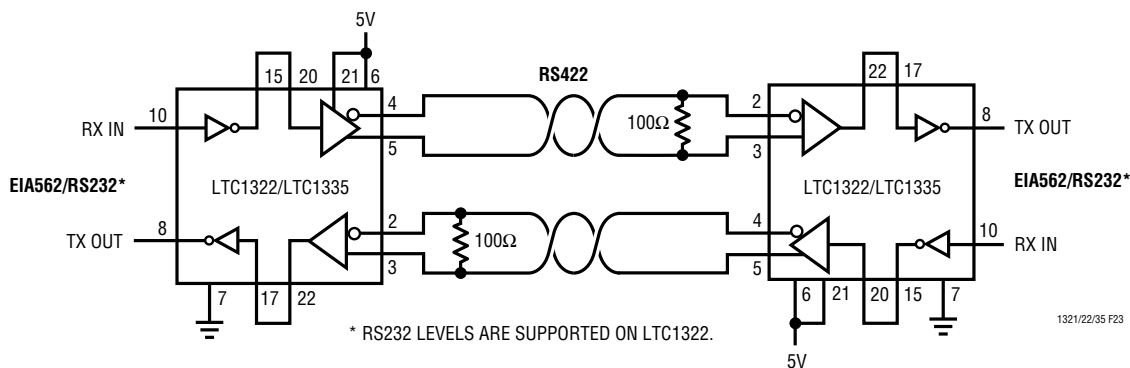 5V
15 20 21 6
RS422
22 17
10
4
2
8
RX IN
100Ω
TX OUT
5
3
EIA562/RS232*
LTC1322/LTC1335
LTC1322/LTC1335
EIA562/RS232*
8
2
4
10
TX OUT
100Ω
RX IN
3
5
7 17 22
6 21 20 15 7
* RS232 LEVELS ARE SUPPORTED ON LTC1322.
1321/22/35 F23
5V